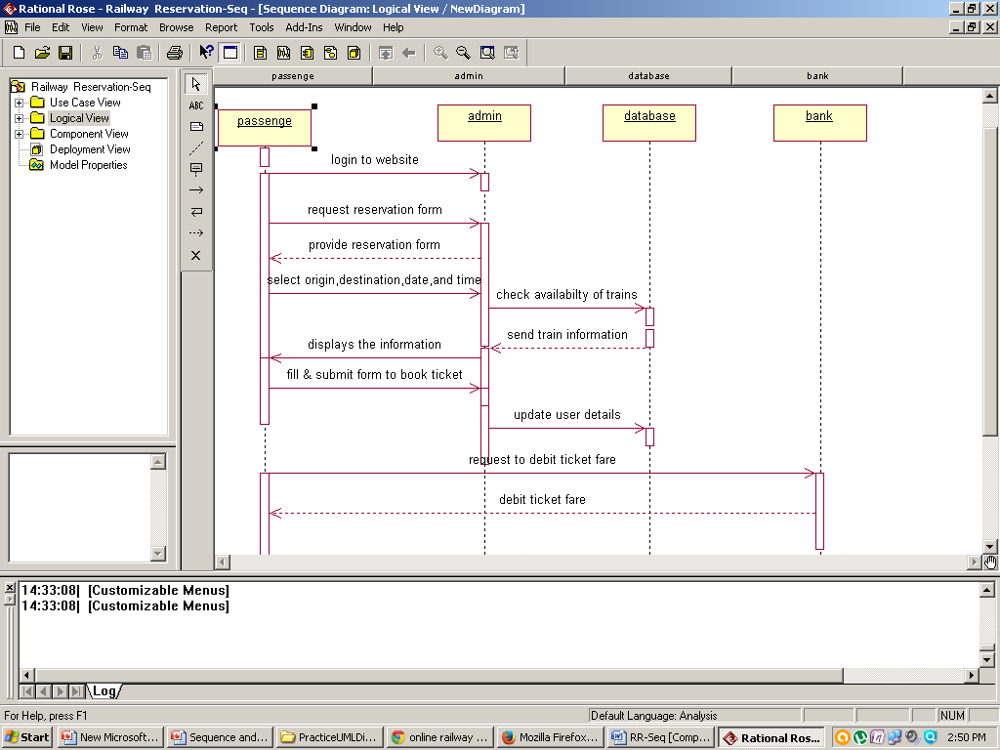 Rational Rose - Railway Reservation-Seq - [Sequence Diagram: Logical View / NewDiagram]
File Edit View Format Browse Report Tools Add-Ins Window Help
passenge admin database bank
Railway Reservation-Seq
Use Case View
Logical View
Component View
Deployment View
Model Properties
ABC
passenge admin database bank
login to website
request reservation form
provide reservation form
select origin,destination,date,and time
check availabilty of trains
send train information
displays the information
fill & submit form to book ticket
update user details
request to debit ticket fare
debit ticket fare
14:33:08| [Customizable Menus]
14:33:08| [Customizable Menus]
Log
For Help, press F1 Default Language: Analysis NUM
Start New Microsoft... Sequence and... PracticeUMLDi... online railway ... Mozilla Firefox... RR-Seq [Comp... Rational Ros... 2:50 PM